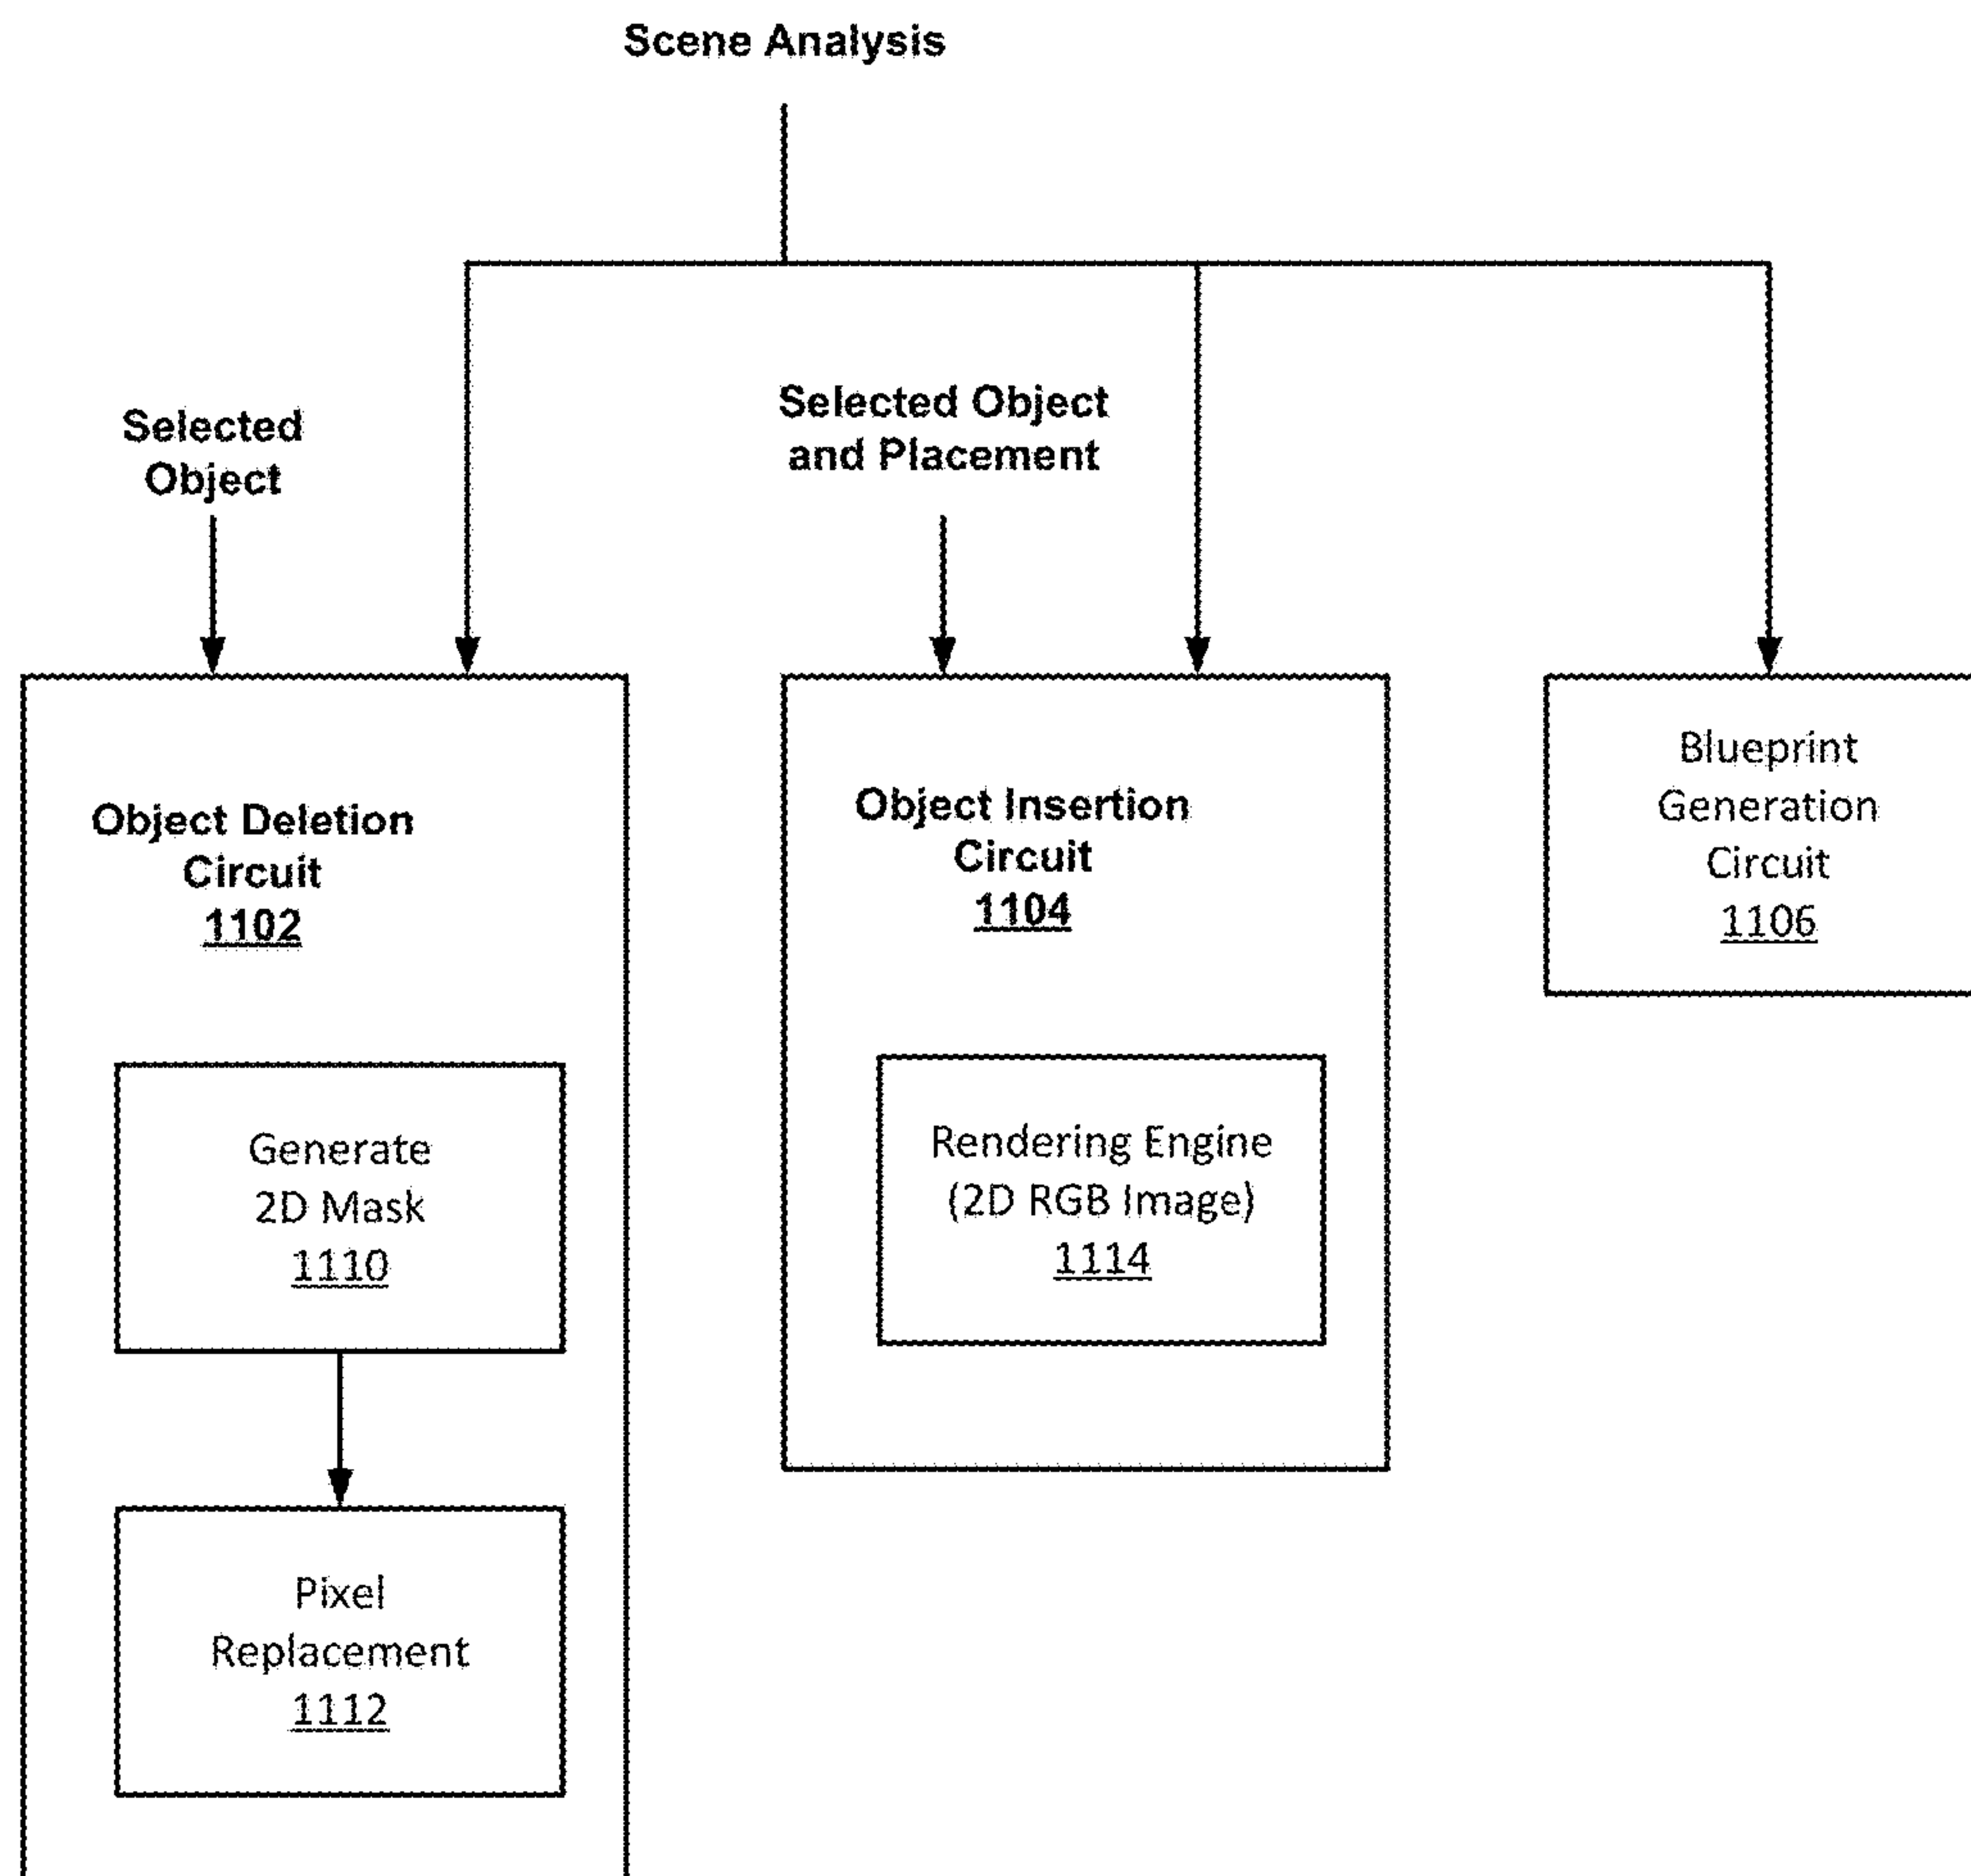 Scene Analysis
Selected
Object
Selected Object
and Placement
Object Deletion
Circuit
1102
Generate
2D Mask
1110
Pixel
Replacement
1112
Object Insertion
Circuit
1104
Rendering Engine
(2D RGB Image)
1114
Blueprint
Generation
Circuit
1106